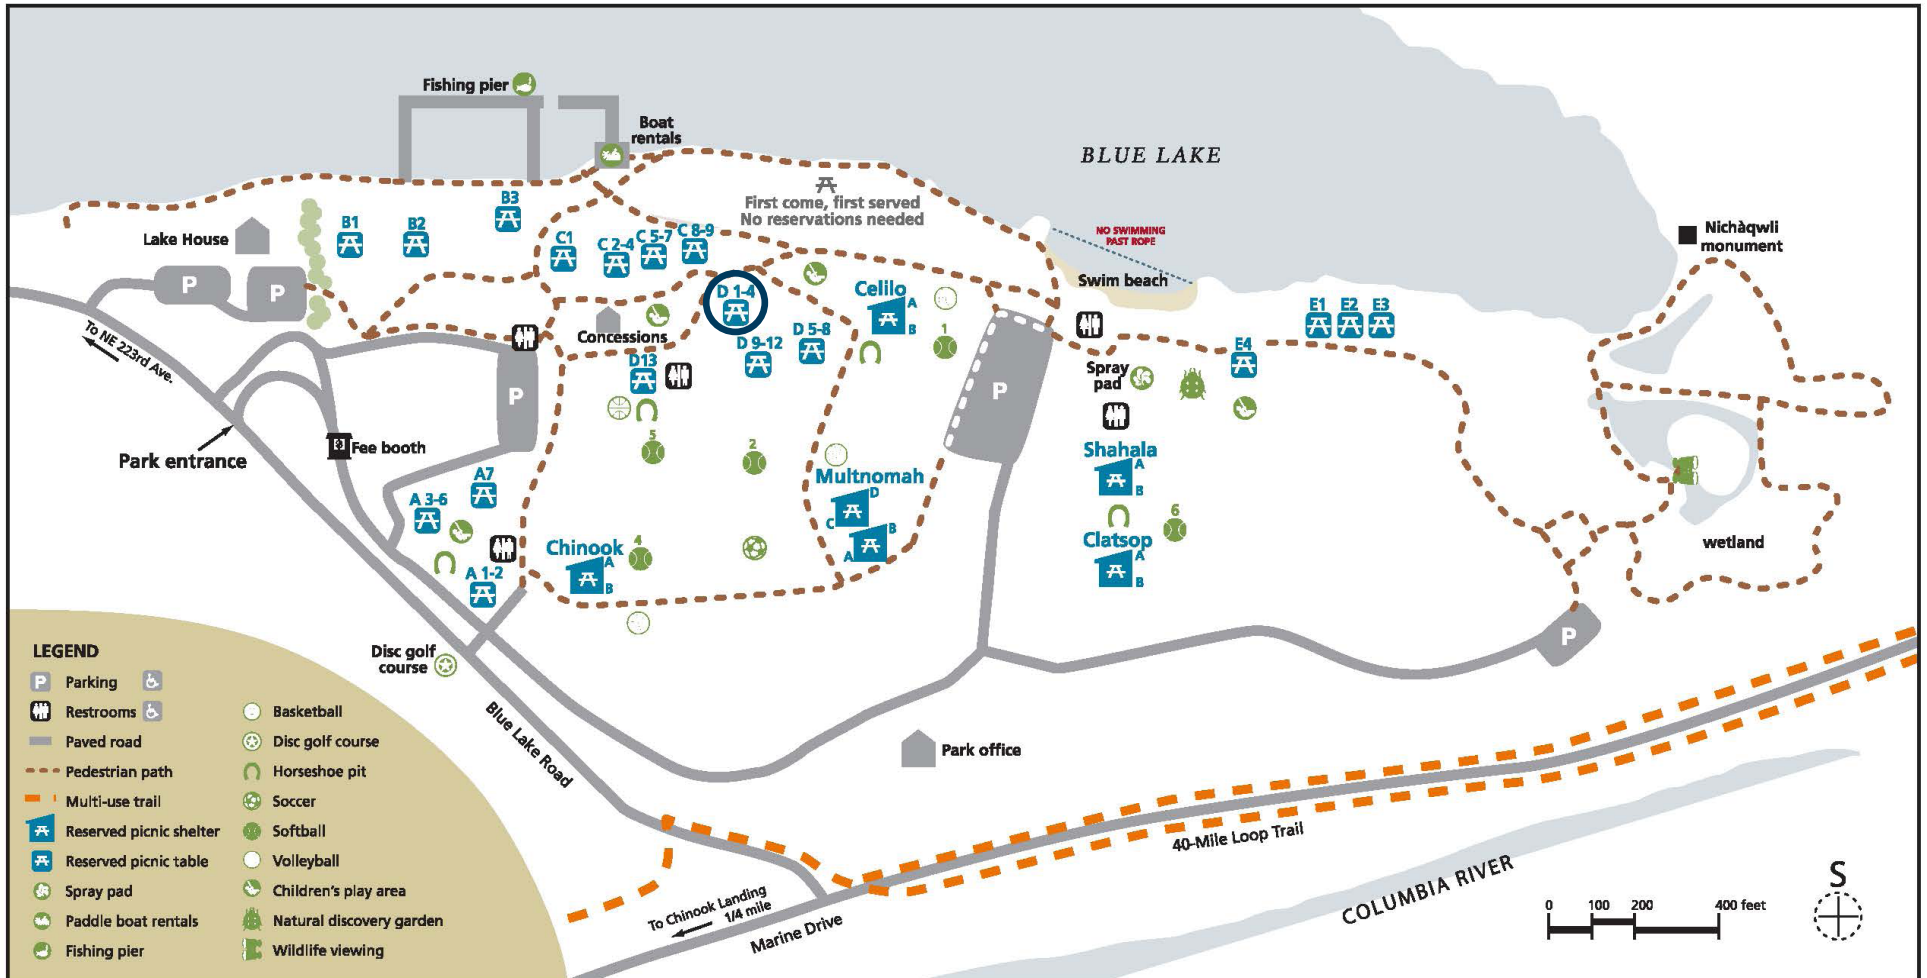 Fishing pier
Boat
rentals
BLUE LAKE
First come, first served
No reservations needed
NO SWIMMING
PAST ROPE
Swim beach
Nichàqwli
monument
Lake House
B1
B2
B3
C1
C 2-4
C 5-7
C 8-9
D 1-4
D 5-8
D 9-12
D13
Concessions
Celilo
A
B
1
E1
E2
E3
E4
Spray
pad
P
P
P
P
To NE 223rd Ave.
Park entrance
Fee booth
A7
A 3-6
A 1-2
5
2
4
6
Multnomah
D
C
B
A
Chinook
A
B
Shahala
A
B
Clatsop
A
B
wetland
P
Disc golf
course
Blue Lake Road
Park office
40-Mile Loop Trail
COLUMBIA RIVER
To Chinook Landing
1/4 mile
Marine Drive
0 100 200 400 feet
S
LEGEND
P Parking
Restrooms
Paved road
Pedestrian path
Multi-use trail
Reserved picnic shelter
Reserved picnic table
Spray pad
Paddle boat rentals
Fishing pier
Basketball
Disc golf course
Horseshoe pit
Soccer
Softball
Volleyball
Children's play area
Natural discovery garden
Wildlife viewing